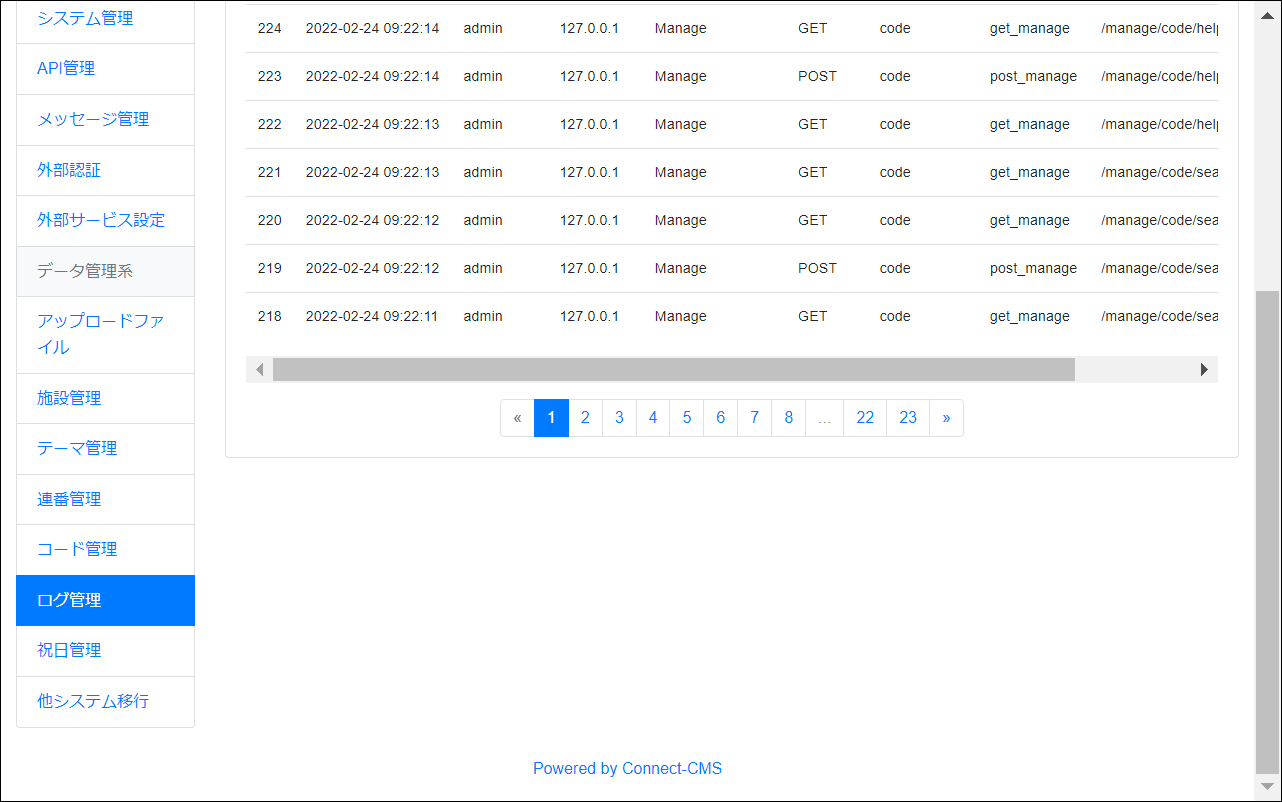 システム管理
API管理
メッセージ管理
外部認証
外部サービス設定
データ管理系
アップロードファ
イル
施設管理
テーマ管理
連番管理
コード管理
ログ管理
祝日管理
他システム移行
224 2022-02-24 09:22:14 admin 127.0.0.1 Manage GET code get_manage /manage/code/help
223 2022-02-24 09:22:14 admin 127.0.0.1 Manage POST code post_manage /manage/code/help
222 2022-02-24 09:22:13 admin 127.0.0.1 Manage GET code get_manage /manage/code/help
221 2022-02-24 09:22:13 admin 127.0.0.1 Manage GET code get_manage /manage/code/sea
220 2022-02-24 09:22:12 admin 127.0.0.1 Manage GET code get_manage /manage/code/sea
219 2022-02-24 09:22:12 admin 127.0.0.1 Manage POST code post_manage /manage/code/sea
218 2022-02-24 09:22:11 admin 127.0.0.1 Manage GET code get_manage /manage/code/sea
« 1 2 3 4 5 6 7 8 ... 22 23 »
Powered by Connect-CMS